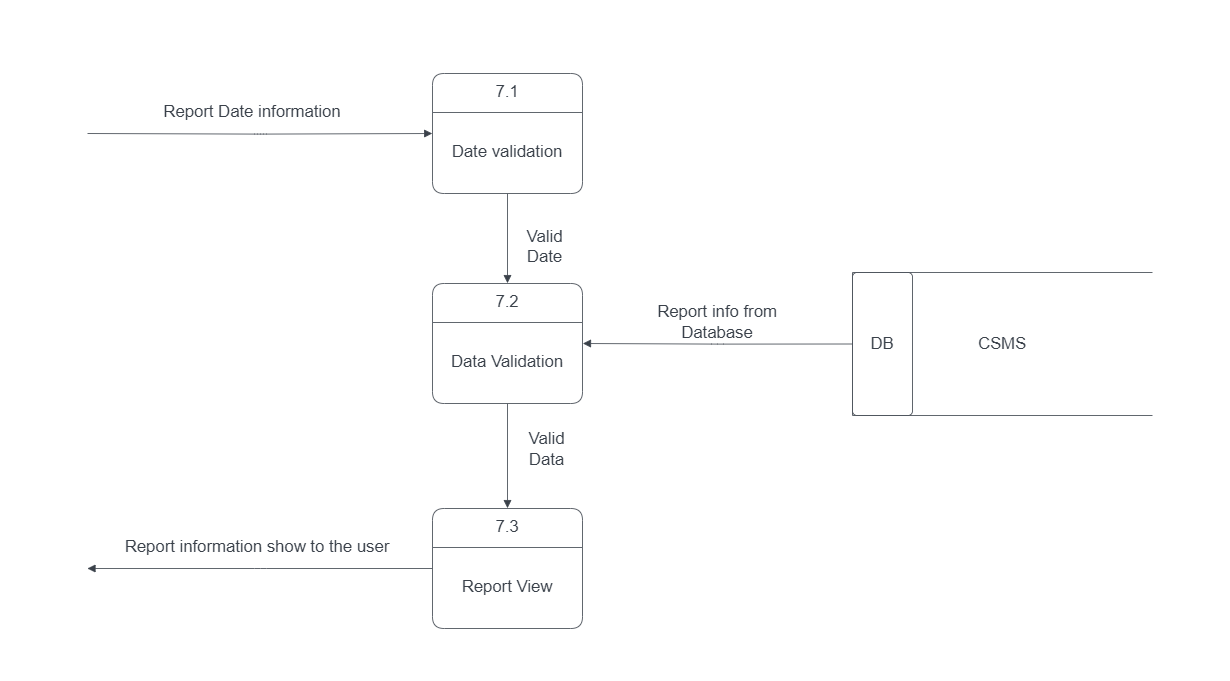 7.1
Report Date information
Date validation
Valid
Date
7.2
Report info from
Database
Data Validation
DB
CSMS
Valid
Data
7.3
Report information show to the user
Report View